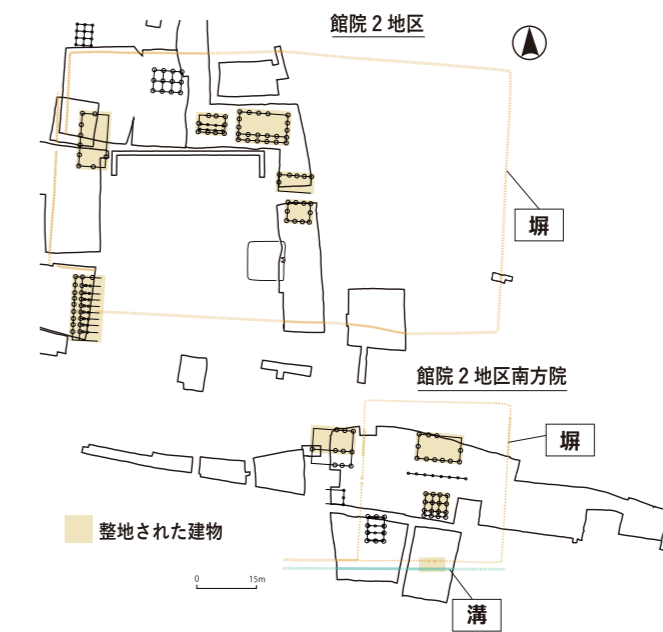 館院2地区
塀
館院2地区南方院
塀
整地された建物
0 15m
溝